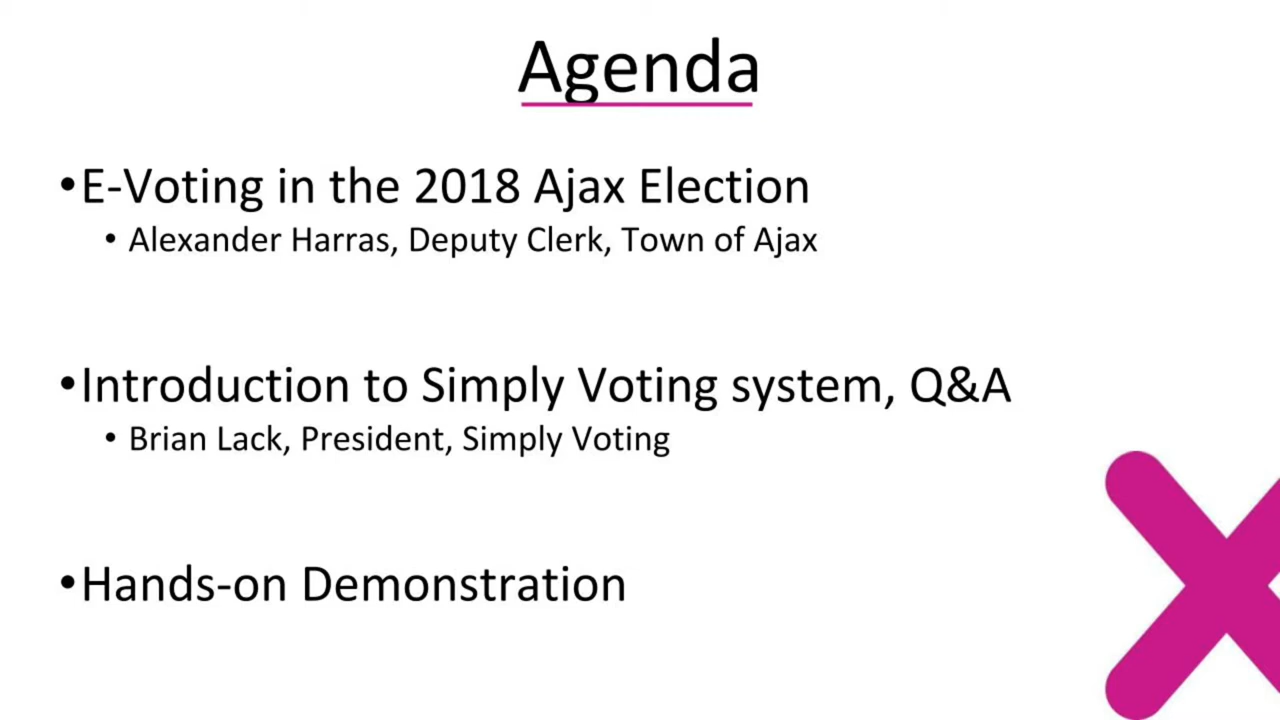 Agenda
•E-Voting in the 2018 Ajax Election
• Alexander Harras, Deputy Clerk, Town of Ajax
•Introduction to Simply Voting system, Q&A
• Brian Lack, President, Simply Voting
•Hands-on Demonstration